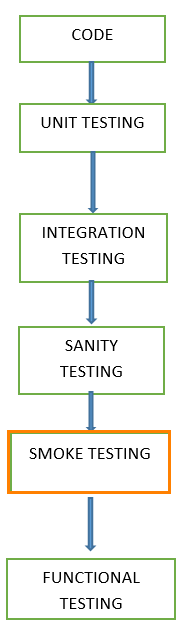 CODE
UNIT TESTING
INTEGRATION
TESTING
SANITY
TESTING
SMOKE TESTING
FUNCTIONAL
TESTING